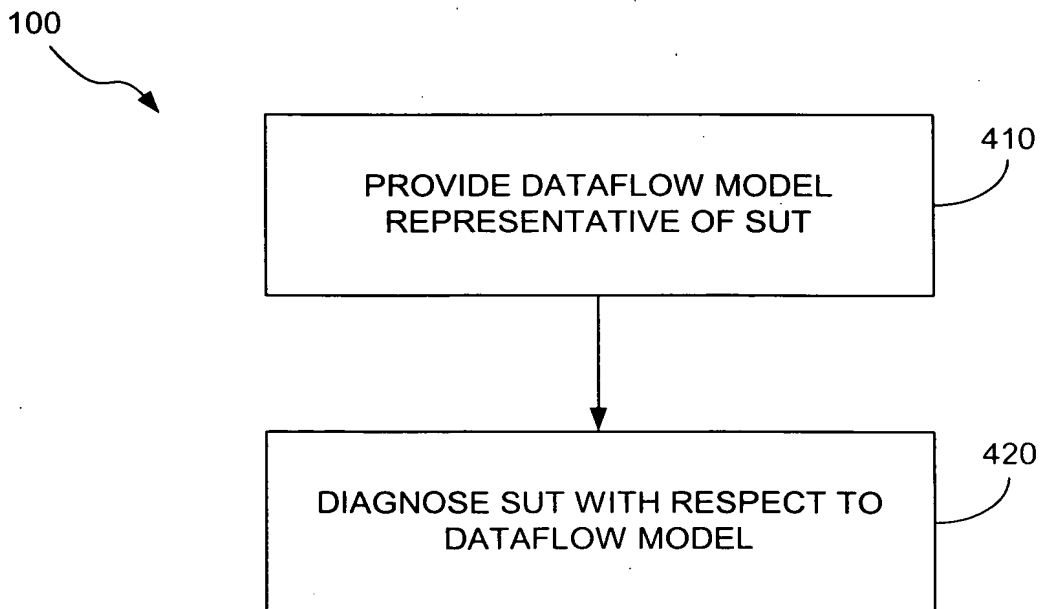 100
410
PROVIDE DATAFLOW MODEL
REPRESENTATIVE OF SUT
420
DIAGNOSE SUT WITH RESPECT TO
DATAFLOW MODEL